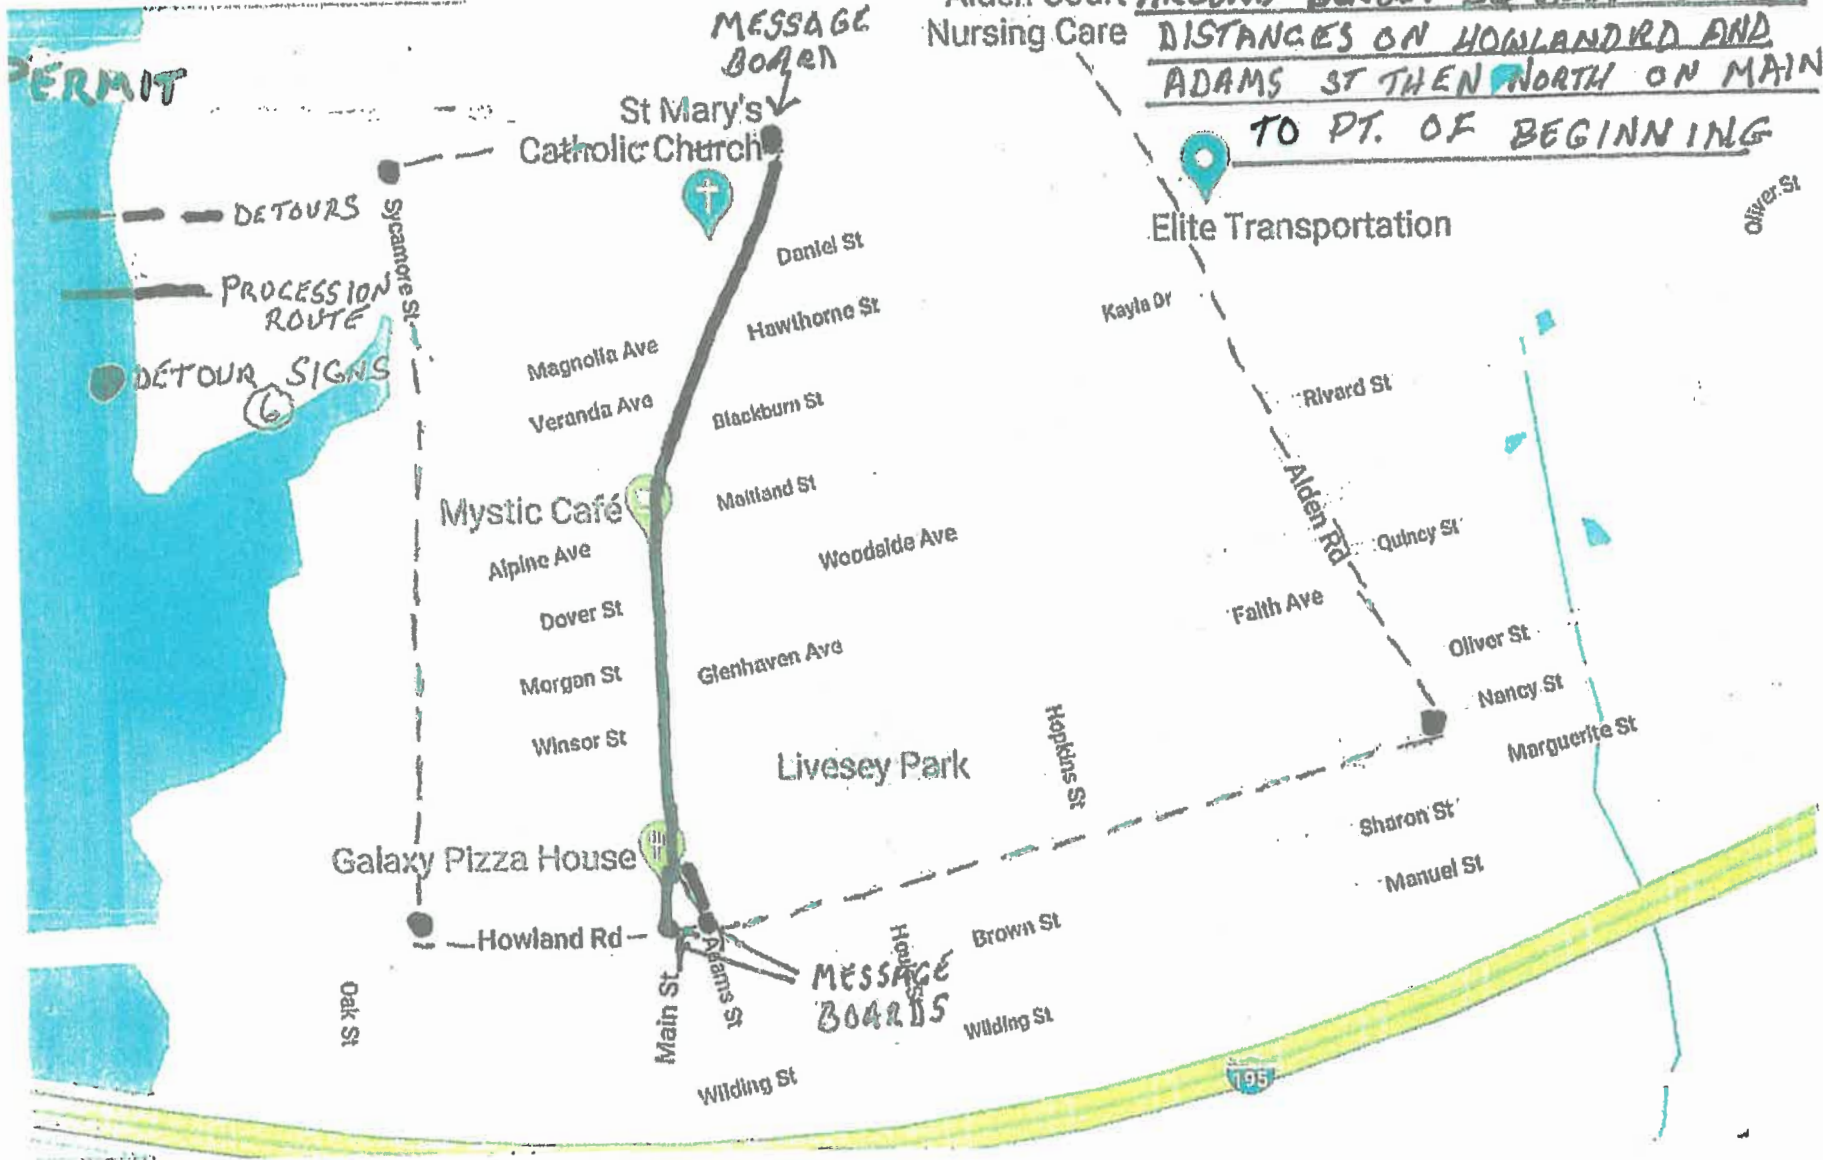 PERMIT
MESSAGE
BOARD
Nursing Care
DISTANCES ON HOWLANDRD AND
ADAMS ST THEN NORTH ON MAIN
TO PT. OF BEGINNING
St Mary's
Catholic Church
DETOURS
Sycamore St
PROCESSION
ROUTE
DETOUR SIGNS
6
Elite Transportation
Oliver St
Daniel St
Hawthorne St
Kayla Dr
Magnolia Ave
Veranda Ave
Blackburn St
Rivard St
Mystic Café
Maitland St
Alpine Ave
Woodside Ave
Alden Rd
Quincy St
Dover St
Faith Ave
Glenhaven Ave
Oliver St
Morgan St
Nancy St
Winsor St
Livesey Park
Hopkins St
Marguerite St
Sharon St
Galaxy Pizza House
Manuel St
Howland Rd
Brown St
Adams St
MESSAGE
BOARDS
Oak St
Main St
Wilding St
Wilding St
195